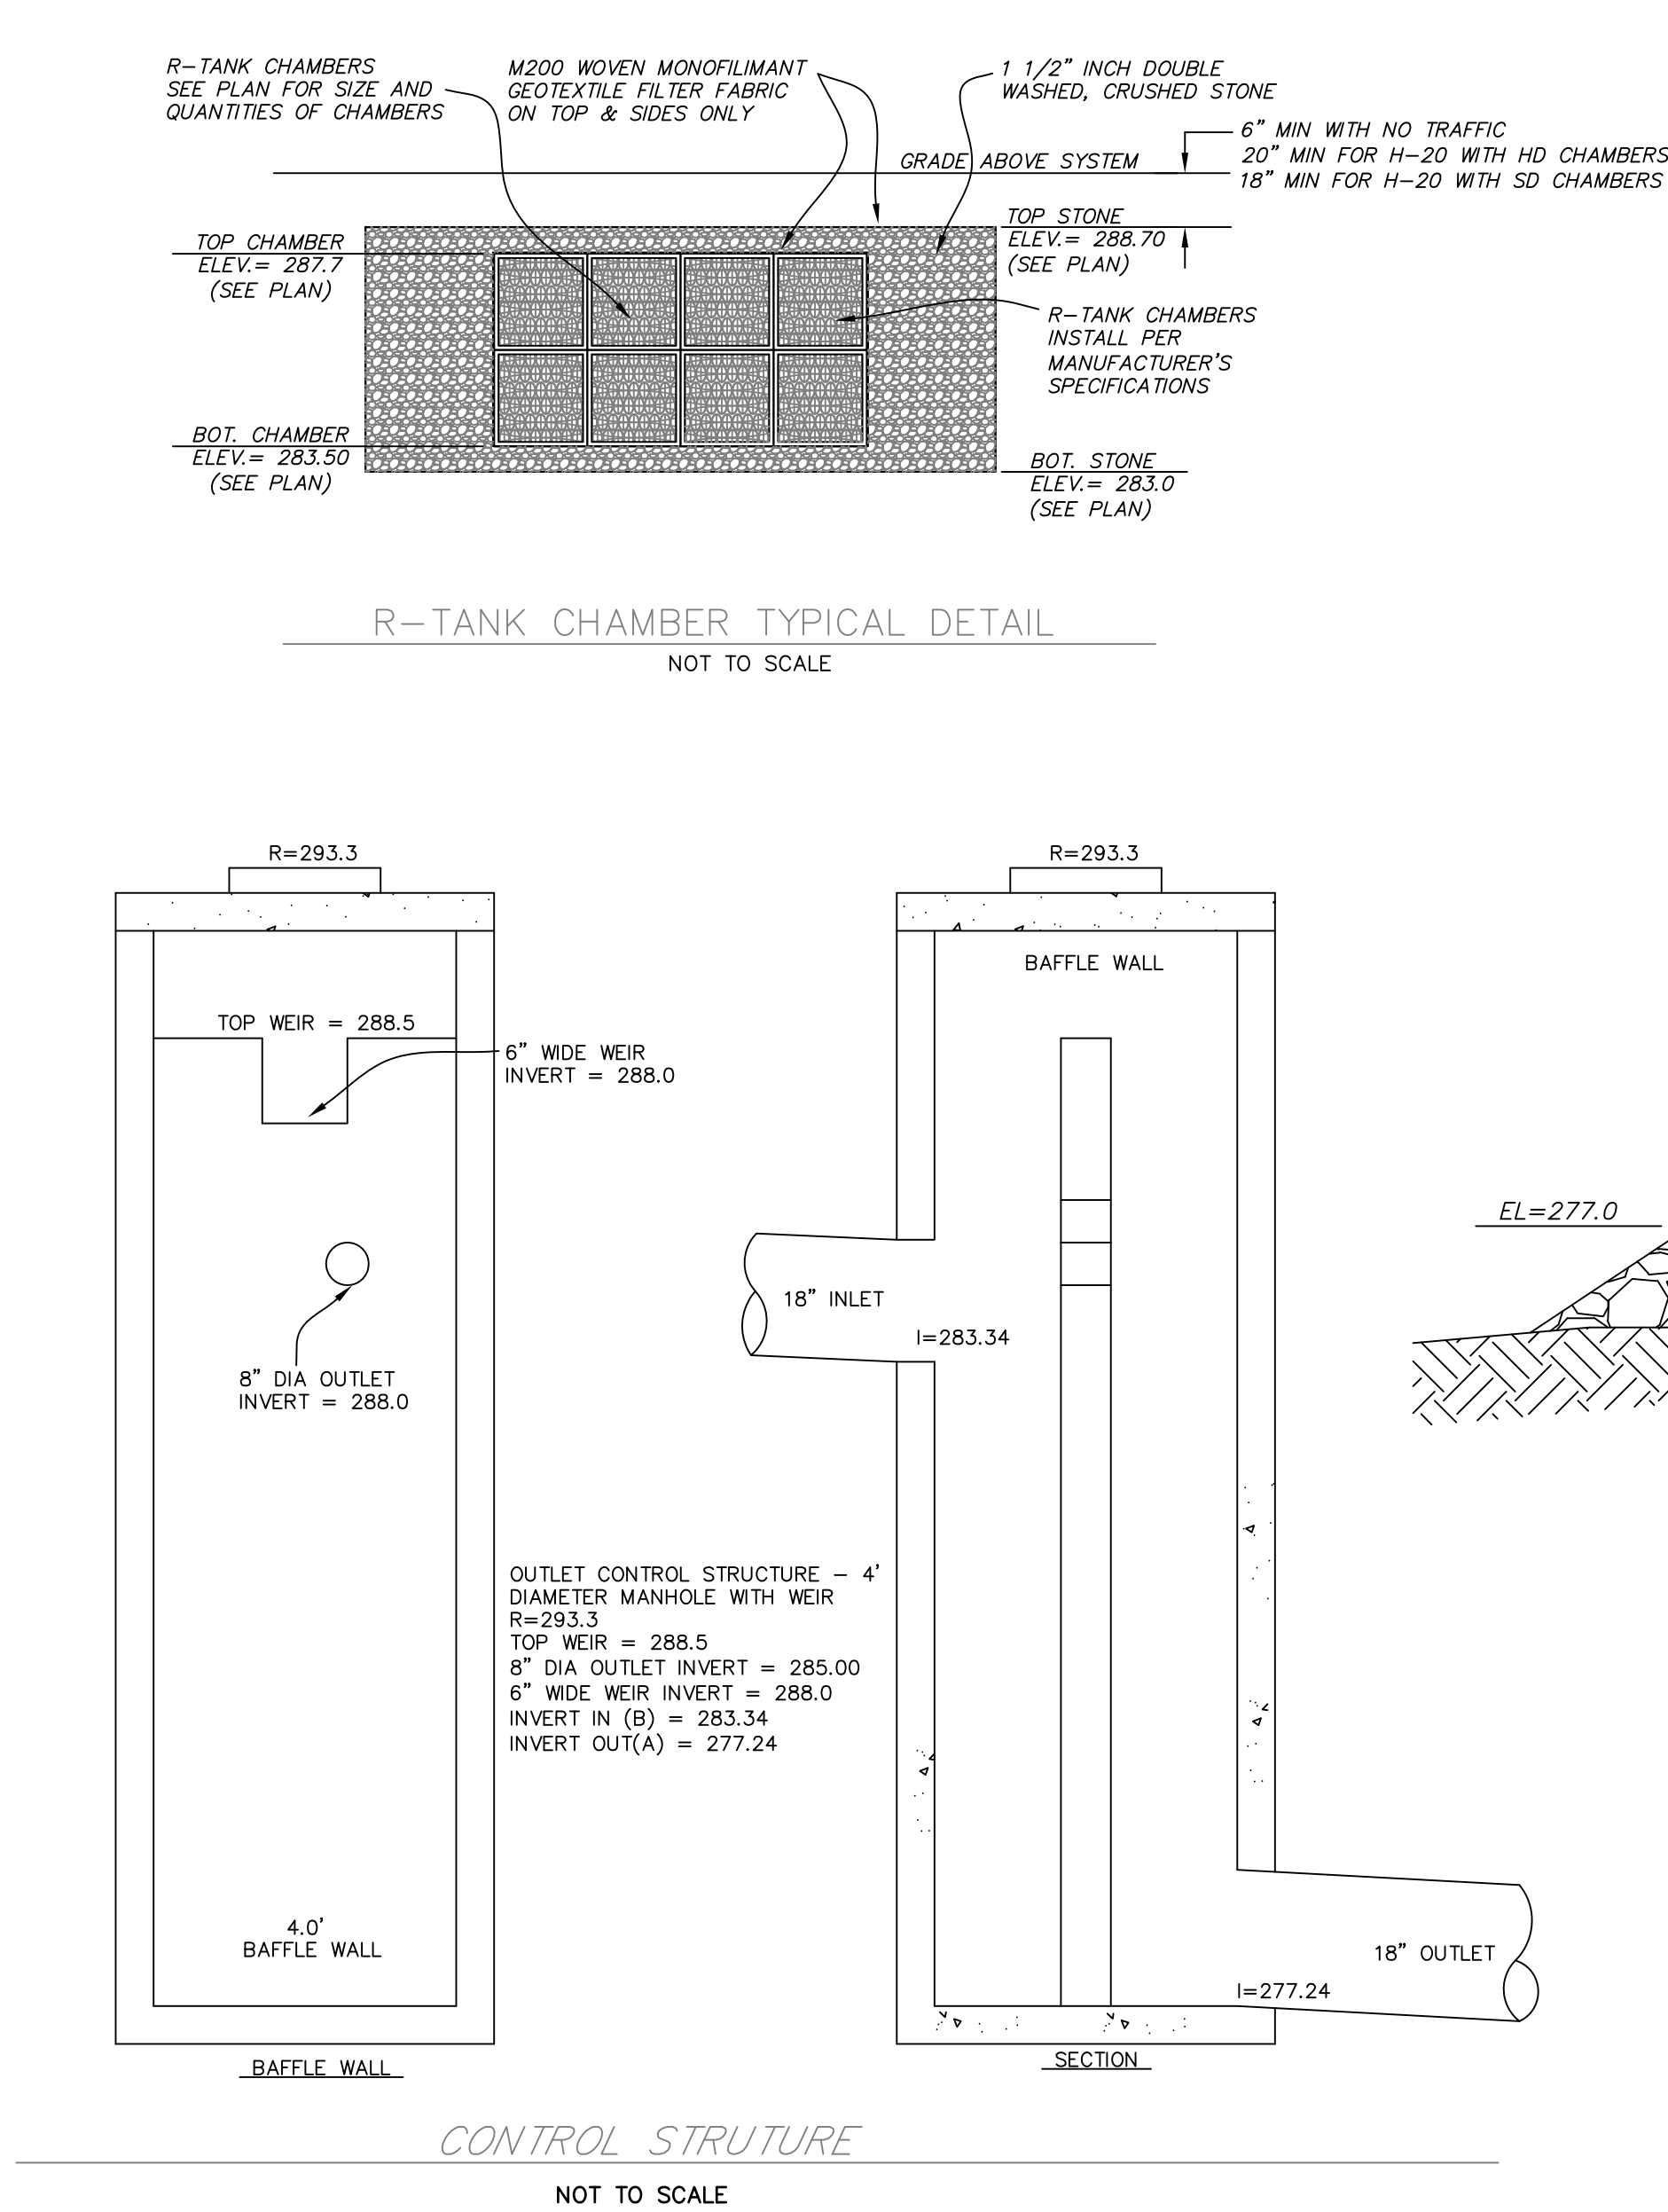 R-TANK CHAMBERS
SEE PLAN FOR SIZE AND
QUANTITIES OF CHAMBERS
M200 WOVEN MONOFILIMANT
GEOTEXTILE FILTER FABRIC
ON TOP & SIDES ONLY
1 1/2" INCH DOUBLE
WASHED, CRUSHED STONE
6" MIN WITH NO TRAFFIC
20" MIN FOR H-20 WITH HD CHAMBERS
18" MIN FOR H-20 WITH SD CHAMBERS
GRADE ABOVE SYSTEM
TOP CHAMBER
ELEV.= 287.7
(SEE PLAN)
TOP STONE
ELEV.= 288.70
(SEE PLAN)
R-TANK CHAMBERS
INSTALL PER
MANUFACTURER'S
SPECIFICATIONS
BOT. CHAMBER
ELEV.= 283.50
(SEE PLAN)
BOT. STONE
ELEV.= 283.0
(SEE PLAN)
R-TANK CHAMBER TYPICAL DETAIL
NOT TO SCALE
R=293.3
TOP WEIR = 288.5
6" WIDE WEIR
INVERT = 288.0
8" DIA OUTLET
INVERT = 288.0
4.0'
BAFFLE WALL
BAFFLE WALL
OUTLET CONTROL STRUCTURE - 4'
DIAMETER MANHOLE WITH WEIR
R=293.3
TOP WEIR = 288.5
8" DIA OUTLET INVERT = 285.00
6" WIDE WEIR INVERT = 288.0
INVERT IN (B) = 283.34
INVERT OUT(A) = 277.24
R=293.3
BAFFLE WALL
18" INLET
I=283.34
18" OUTLET
I=277.24
SECTION
EL=277.0
CONTROL STRUTURE
NOT TO SCALE